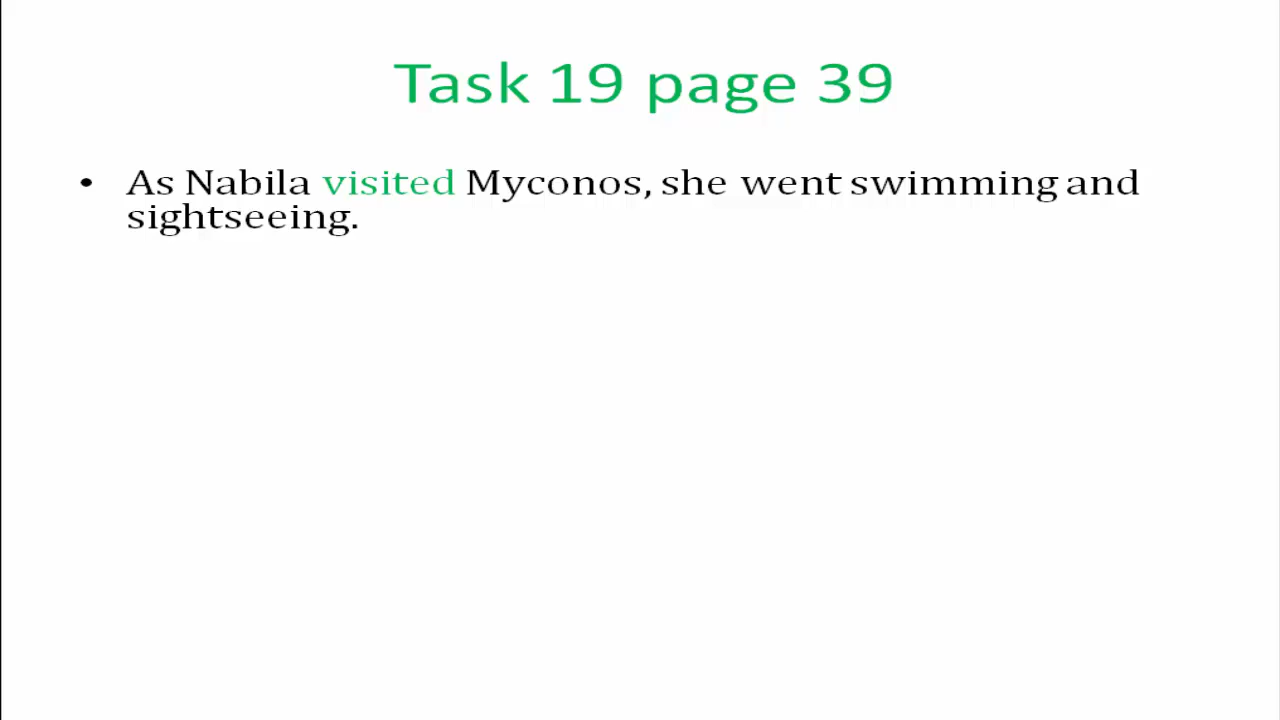 Task 19 page 39
• As Nabila visited Myconos, she went swimming and
sightseeing.